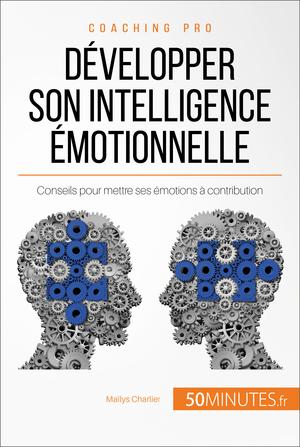 COACHING PRO
DÉVELOPPER
SON INTELLIGENCE
ÉMOTIONNELLE
Conseils pour mettre ses émotions à contribution
Maïlys Charlier
50MINUTES.fr